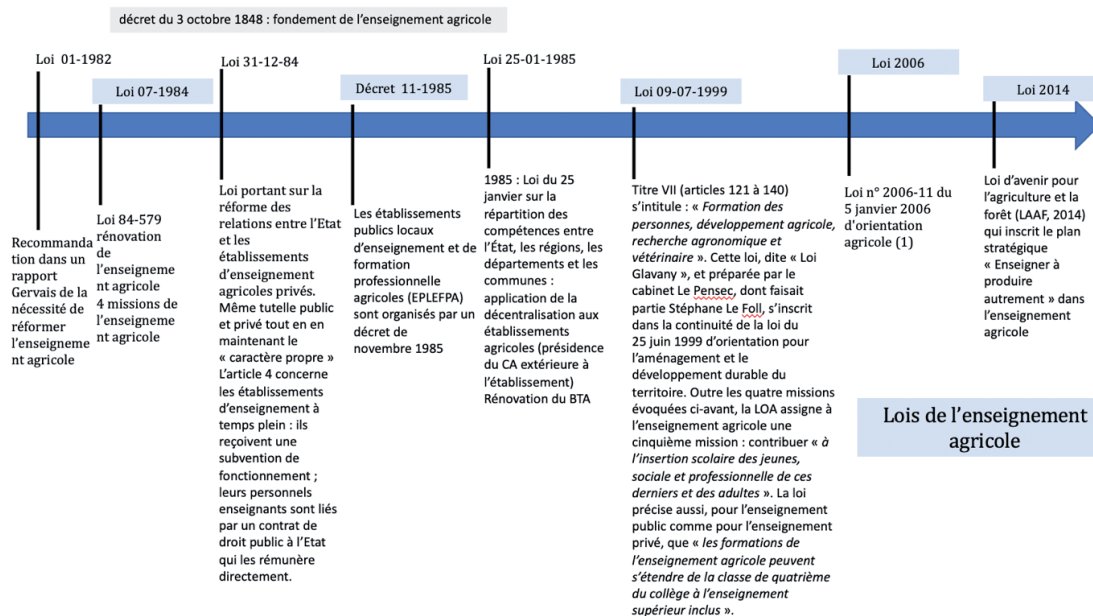 décret du 3 octobre 1848 : fondement de l'enseignement agricole
Loi  01-1982
Recommanda
tion dans un
rapport
Gervais de la
nécessité de
réformer
l'enseigneme
nt agricole
Loi 07-1984
Loi 84-579
rénovation
de
l'enseigneme
nt agricole
4 missions de
l'enseigneme
nt agricole
Loi 31-12-84
Loi portant sur la
réforme des
relations entre l'Etat
et les
établissements
d'enseignement
agricoles privés.
Même tutelle public
et privé tout en en
maintenant le
« caractère propre »
L'article 4 concerne
les établissements
d'enseignement à
temps plein : ils
reçoivent une
subvention de
fonctionnement ;
leurs personnels
enseignants sont liés
par un contrat de
droit public à l'Etat
qui les rémunère
directement.
Décret  11-1985
Les établissements
publics locaux
d'enseignement et de
formation
professionnelle
agricoles (EPLEFPA)
sont organisés par un
décret de
novembre 1985
Loi 25-01-1985
1985 : Loi du 25
janvier sur la
répartition des
compétences entre
l'État, les régions, les
départements et les
communes :
application de la
décentralisation aux
établissements
agricoles (présidence
du CA extérieure à
l'établissement)
Rénovation du BTA
Loi 09-07-1999
Titre VII (articles 121 à 140)
s'intitule : « Formation des
personnes, développement agricole,
recherche agronomique et
vétérinaire ». Cette loi, dite « Loi
Glavany », et préparée par le
cabinet Le Pensec, dont faisait
partie Stéphane Le Foll, s'inscrit
dans la continuité de la loi du
25 juin 1999 d'orientation pour
l'aménagement et le
développement durable du
territoire. Outre les quatre missions
évoquées ci-avant, la LOA assigne à
l'enseignement agricole une
cinquième mission : contribuer « à
l'insertion scolaire des jeunes,
sociale et professionnelle de ces
derniers et des adultes ». La loi
précise aussi, pour l'enseignement
public comme pour l'enseignement
privé, que « les formations de
l'enseignement agricole peuvent
s'étendre de la classe de quatrième
du collège à l'enseignement
supérieur inclus ».
Loi 2006
Loi n° 2006-11 du
5 janvier 2006
d'orientation
agricole (1)
Loi 2014
Loi d'avenir pour
l'agriculture et la
forêt (LAAF, 2014)
qui inscrit le plan
stratégique
« Enseigner à
produire
autrement » dans
l'enseignement
agricole
Lois de l'enseignement
agricole